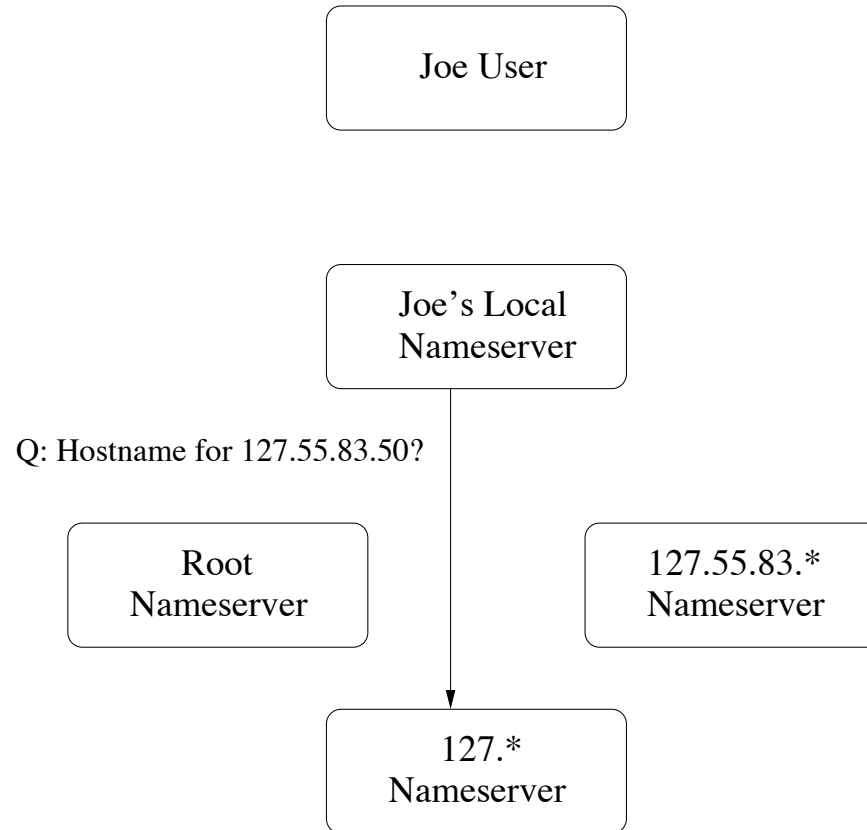 Joe User
Joe's Local
Nameserver
Q: Hostname for 127.55.83.50?
Root
Nameserver
127.55.83.*
Nameserver
127.*
Nameserver